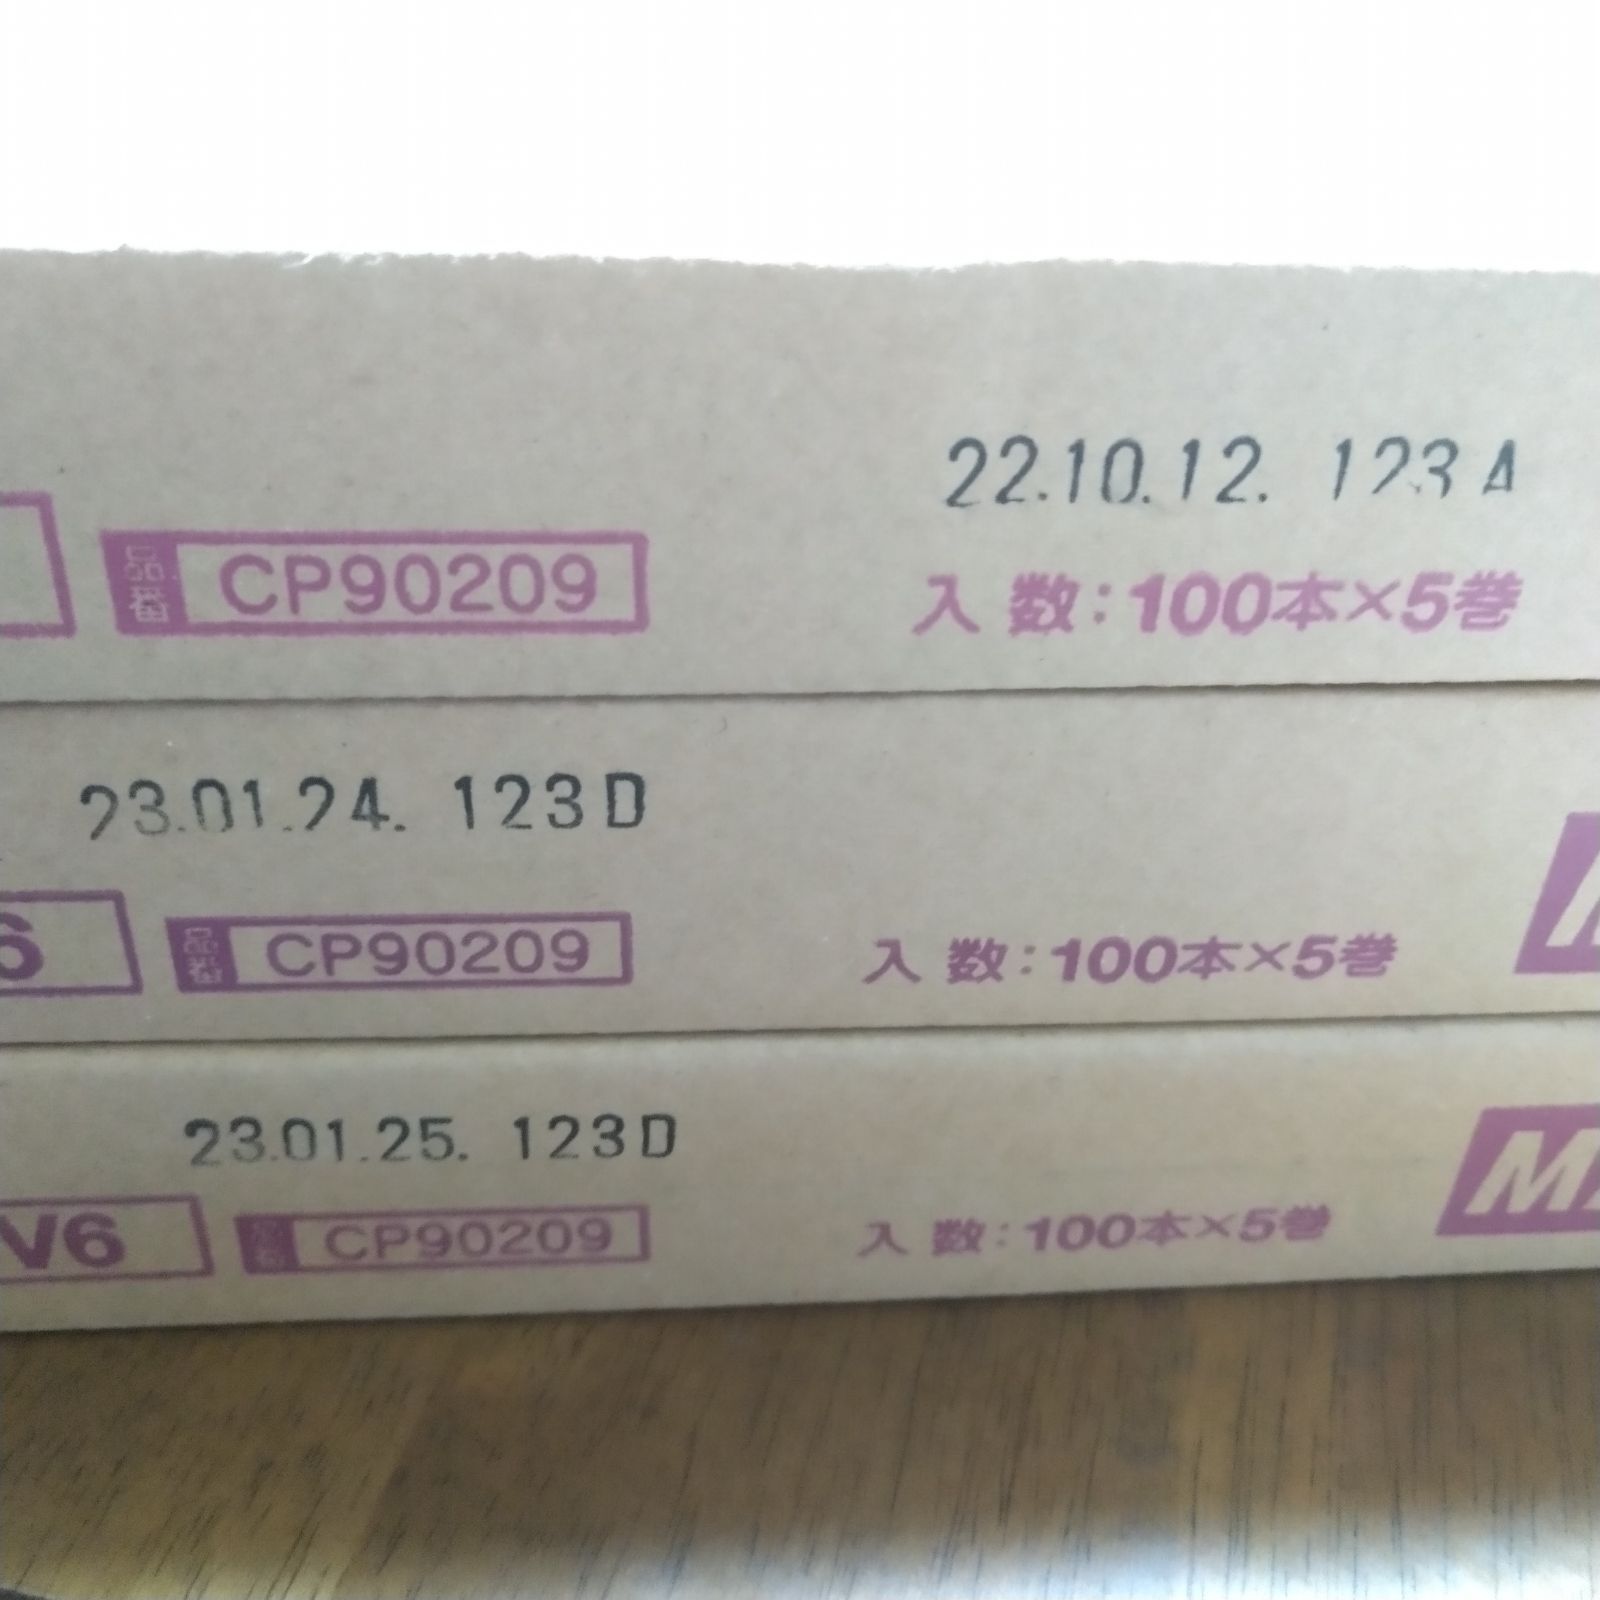 22.10.12. 123A
品番 CP90209 入数：100本×5巻
23.01.24. 123D
6 品番 CP90209 入数：100本×5巻
23.01.25. 123D
V6 品番 CP90209 入数：100本×5巻